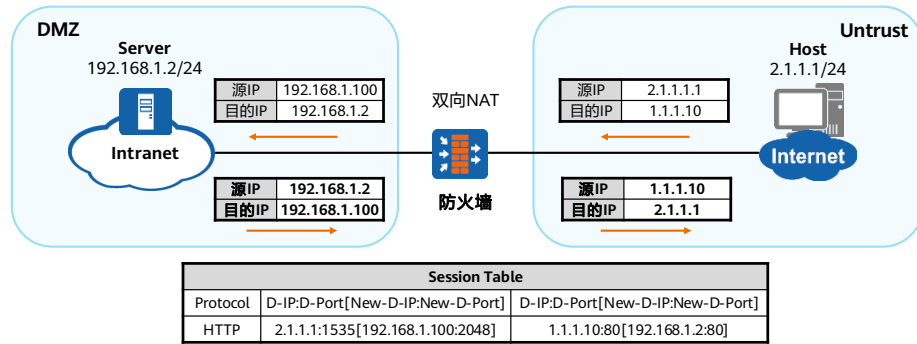 DMZ
Untrust
Server
192.168.1.2/24
Host
2.1.1.1/24
源IP 192.168.1.100
目的IP 192.168.1.2
双向NAT
源IP 2.1.1.1.1
目的IP 1.1.1.10
Intranet
Internet
源IP 192.168.1.2
目的IP 192.168.1.100
防火墙
源IP 1.1.1.10
目的IP 2.1.1.1
Session Table
Protocol D-IP:D-Port[New-D-IP:New-D-Port] D-IP:D-Port[New-D-IP:New-D-Port]
HTTP 2.1.1.1:1535[192.168.1.100:2048] 1.1.1.10:80[192.168.1.2:80]